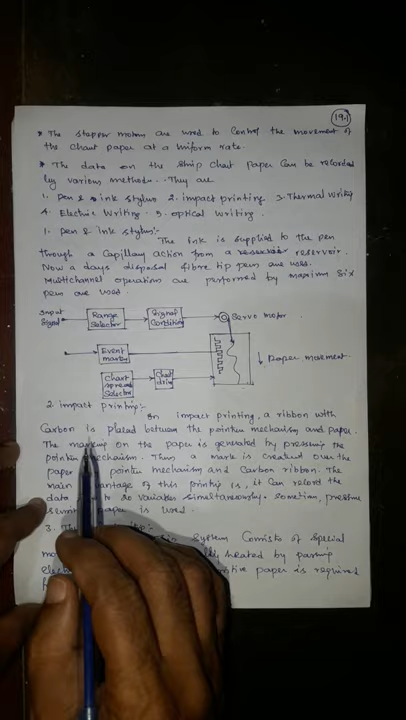 19.1
* The stepper motors are used to control the movement of
the chart paper at a Uniform rate.
* The data on the strip chart paper can be recorded
by various methods. They are
1. pen & ink stylus 2. impact printing 3. Thermal writing
4. Electric writing. 5. optical writing.
1. pen & ink stylus:-
The ink is supplied to the pen
through a Capillary action from a reservoir.
Now a days disposal fibre tip pens are used.
Multichannel operations are performed by maximum six
pens are used.
Input
Signal
Range
Selector
Signal
Condition
Servo motor
Event
marker
Chart
speed
Selector
Chart
drive
Paper movement
2. impact printing:-
In impact printing, a ribbon with
Carbon is placed between the pointer mechanism and paper.
The marking on the paper is generated by pressing the
pointer mechanism. Thus a mark is created over the
paper pointer mechanism and Carbon ribbon. The
main advantage of this printing is, it can record the
data to 20 variables simultaneously. sometimes, pressure
paper is used.
3.
System Consists of Special
heated by passing
paper is required